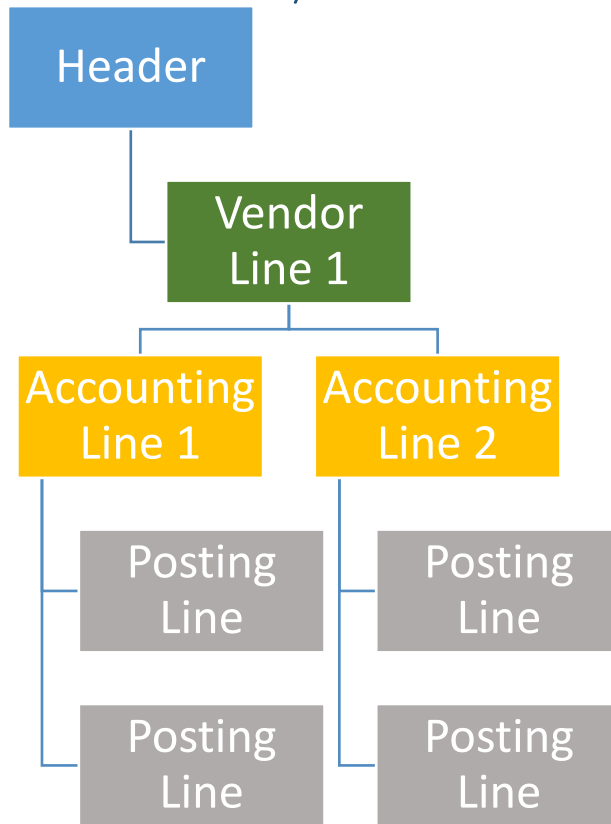 Header
Vendor
Line 1
Accounting
Line 1
Accounting
Line 2
Posting
Line
Posting
Line
Posting
Line
Posting
Line